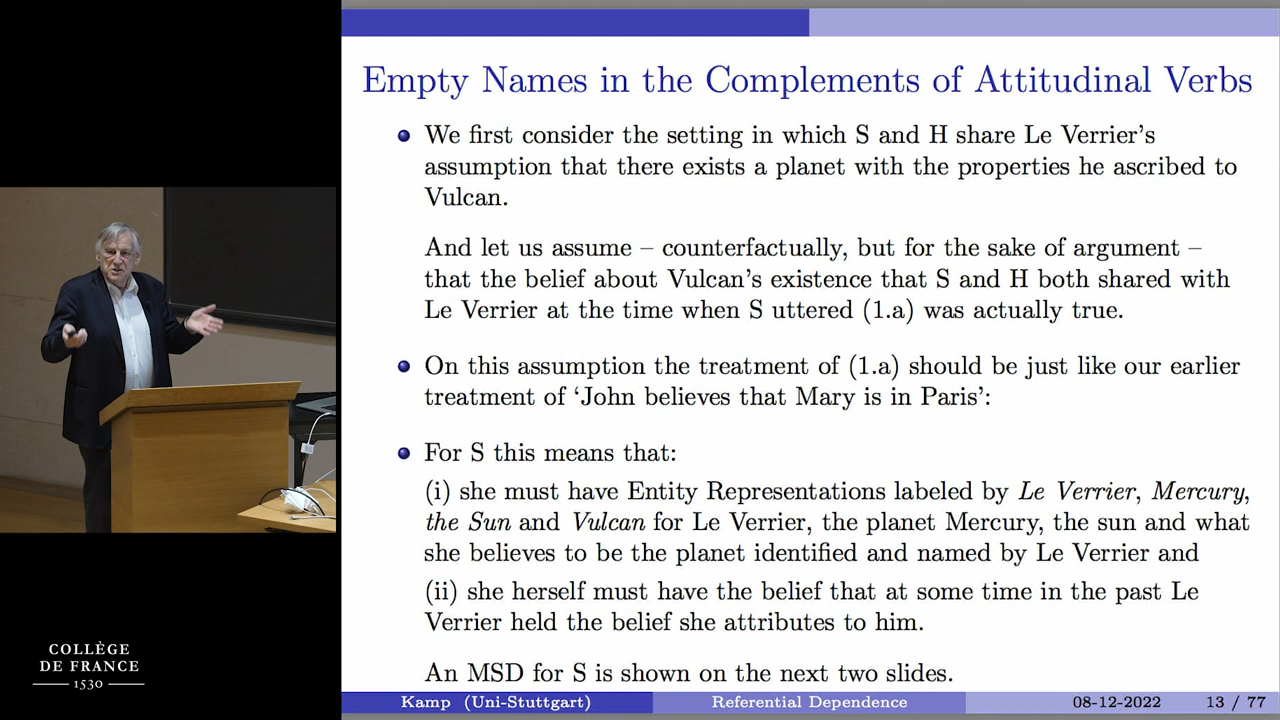 Empty Names in the Complements of Attitudinal Verbs
We first consider the setting in which S and H share Le Verrier's
assumption that there exists a planet with the properties he ascribed to
Vulcan.
And let us assume – counterfactually, but for the sake of argument –
that the belief about Vulcan's existence that S and H both shared with
Le Verrier at the time when S uttered (1.a) was actually true.
On this assumption the treatment of (1.a) should be just like our earlier
treatment of ‘John believes that Mary is in Paris’:
For S this means that:
(i) she must have Entity Representations labeled by Le Verrier, Mercury,
the Sun and Vulcan for Le Verrier, the planet Mercury, the sun and what
she believes to be the planet identified and named by Le Verrier and
(ii) she herself must have the belief that at some time in the past Le
Verrier held the belief she attributes to him.
An MSD for S is shown on the next two slides.
Kamp (Uni-Stuttgart) Referential Dependence 08-12-2022 13 / 77
COLLÈGE
DE FRANCE
1530